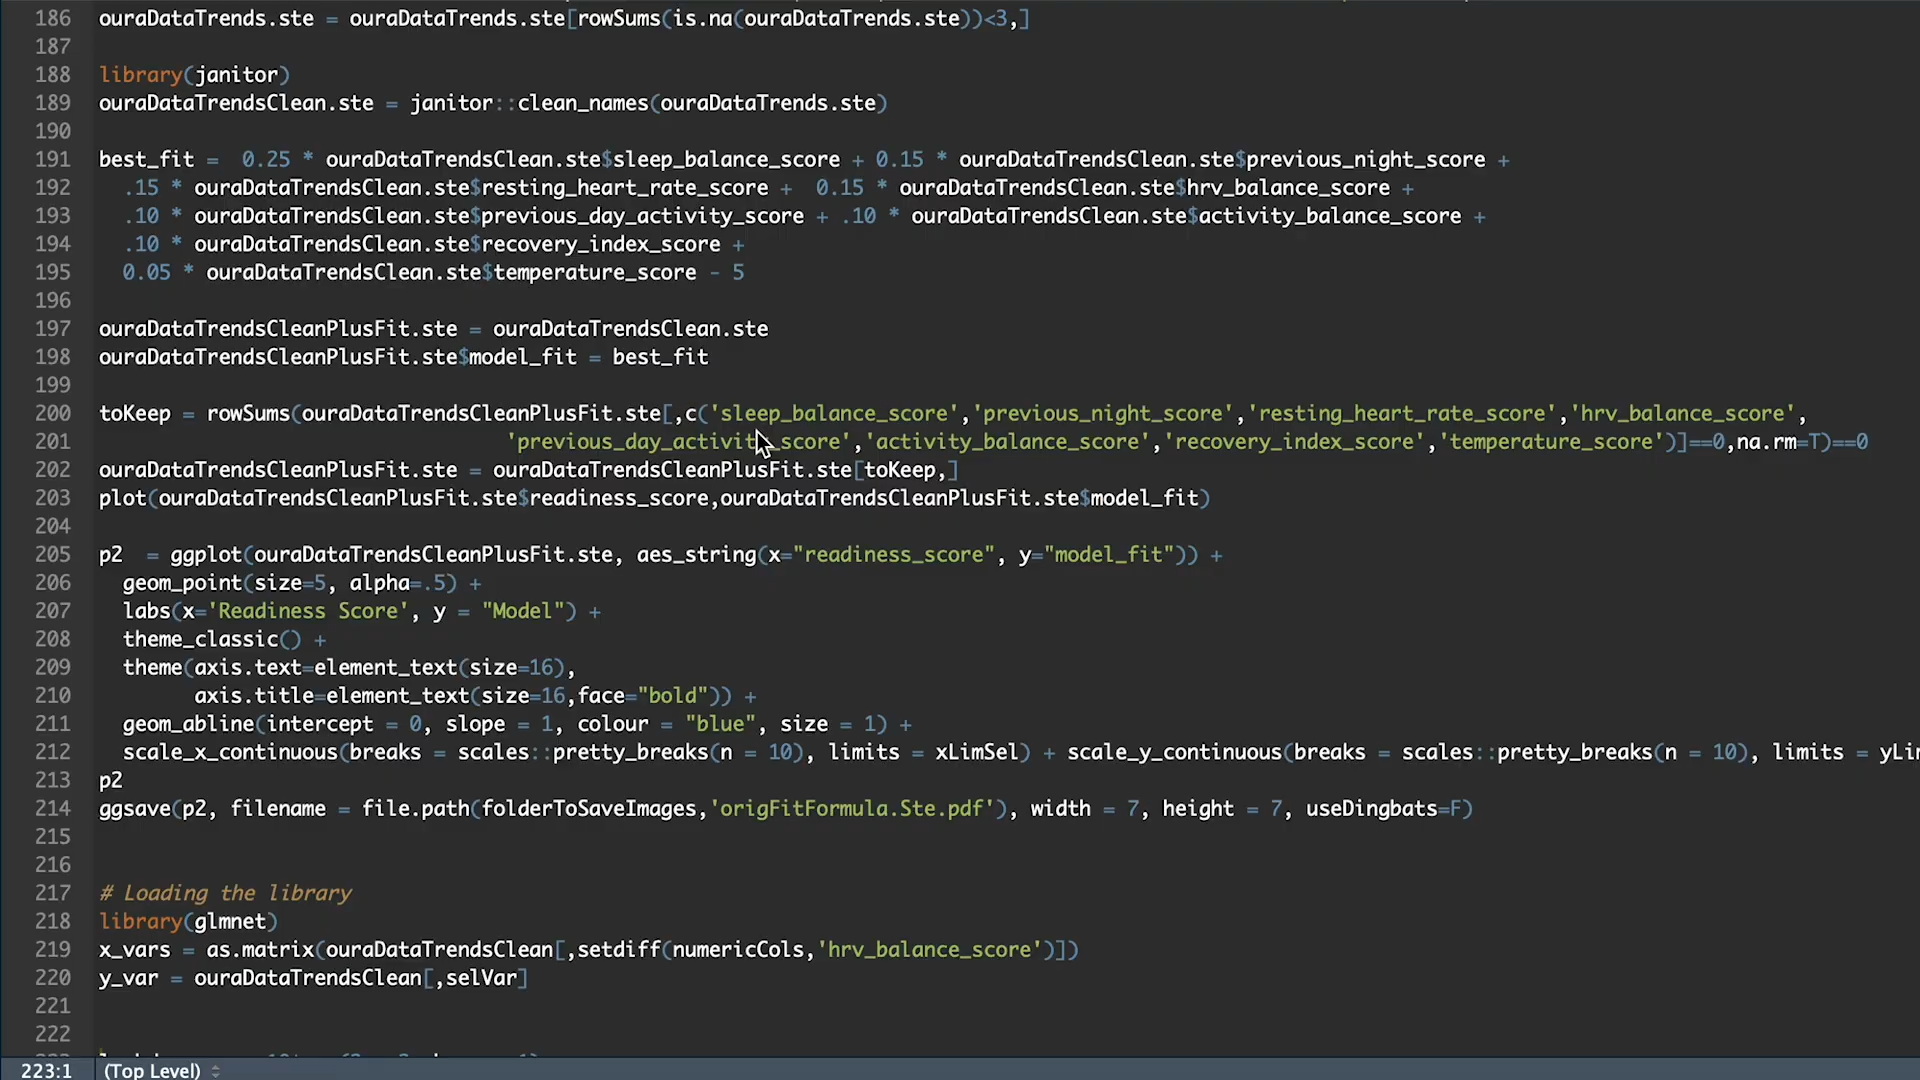 186 ouraDataTrends.ste = ouraDataTrends.ste[rowSums(is.na(ouraDataTrends.ste))<3,]
187
188 library(janitor)
189 ouraDataTrendsClean.ste = janitor::clean_names(ouraDataTrends.ste)
190
191 best_fit =  0.25 * ouraDataTrendsClean.ste$sleep_balance_score + 0.15 * ouraDataTrendsClean.ste$previous_night_score +
192   .15 * ouraDataTrendsClean.ste$resting_heart_rate_score +  0.15 * ouraDataTrendsClean.ste$hrv_balance_score +
193   .10 * ouraDataTrendsClean.ste$previous_day_activity_score + .10 * ouraDataTrendsClean.ste$activity_balance_score +
194   .10 * ouraDataTrendsClean.ste$recovery_index_score +
195   0.05 * ouraDataTrendsClean.ste$temperature_score - 5
196
197 ouraDataTrendsCleanPlusFit.ste = ouraDataTrendsClean.ste
198 ouraDataTrendsCleanPlusFit.ste$model_fit = best_fit
199
200 toKeep = rowSums(ouraDataTrendsCleanPlusFit.ste[,c('sleep_balance_score','previous_night_score','resting_heart_rate_score','hrv_balance_score',
201                                   'previous_day_activity_score','activity_balance_score','recovery_index_score','temperature_score')]==0,na.rm=T)==0
202 ouraDataTrendsCleanPlusFit.ste = ouraDataTrendsCleanPlusFit.ste[toKeep,]
203 plot(ouraDataTrendsCleanPlusFit.ste$readiness_score,ouraDataTrendsCleanPlusFit.ste$model_fit)
204
205 p2  = ggplot(ouraDataTrendsCleanPlusFit.ste, aes_string(x="readiness_score", y="model_fit")) +
206   geom_point(size=5, alpha=.5) +
207   labs(x='Readiness Score', y = "Model") +
208   theme_classic() +
209   theme(axis.text=element_text(size=16),
210         axis.title=element_text(size=16,face="bold")) +
211   geom_abline(intercept = 0, slope = 1, colour = "blue", size = 1) +
212   scale_x_continuous(breaks = scales::pretty_breaks(n = 10), limits = xLimSel) + scale_y_continuous(breaks = scales::pretty_breaks(n = 10), limits =
213 p2
214 ggsave(p2, filename = file.path(folderToSaveImages,'origFitFormula.Ste.pdf'), width = 7, height = 7, useDingbats=F)
215
216
217 # Loading the library
218 library(glmnet)
219 x_vars = as.matrix(ouraDataTrendsClean[,setdiff(numericCols,'hrv_balance_score')])
220 y_var = ouraDataTrendsClean[,selVar]
221
222
223:1 (Top Level)